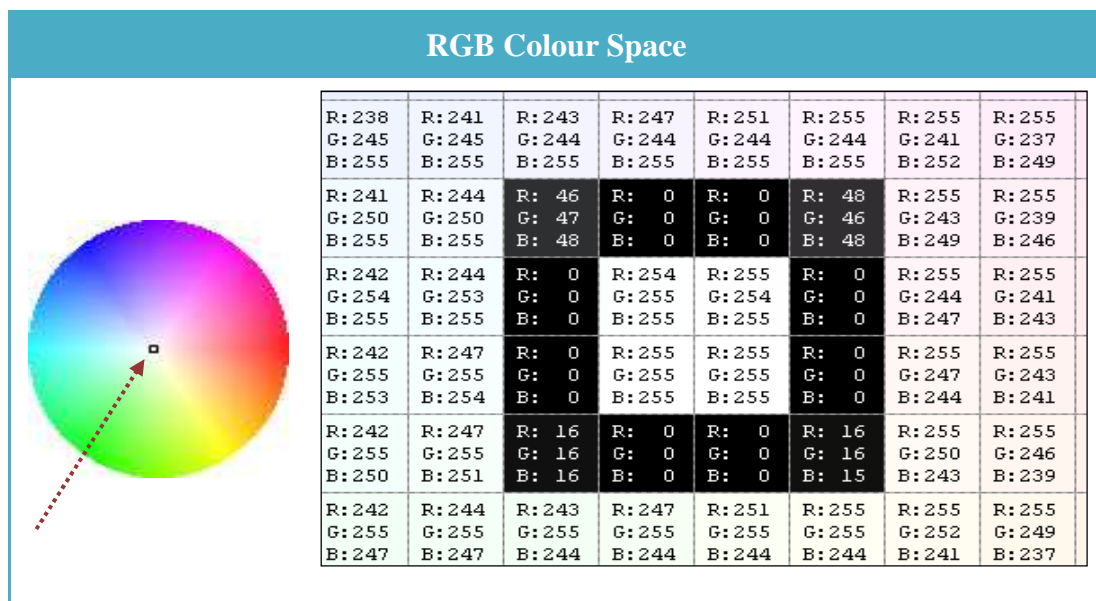 RGB Colour Space
R:238 R:241 R:243 R:247 R:251 R:255 R:255 R:255
G:245 G:245 G:244 G:244 G:244 G:244 G:241 G:237
B:255 B:255 B:255 B:255 B:255 B:255 B:252 B:249
R:241 R:244 R: 46 R: 0 R: 0 R: 48 R:255 R:255
G:250 G:250 G: 47 G: 0 G: 0 G: 46 G:243 G:239
B:255 B:255 B: 48 B: 0 B: 0 B: 48 B:249 B:246
R:242 R:244 R: 0 R:254 R:255 R: 0 R:255 R:255
G:254 G:253 G: 0 G:255 G:254 G: 0 G:244 G:241
B:255 B:255 B: 0 B:255 B:255 B: 0 B:247 B:243
R:242 R:247 R: 0 R:255 R:255 R: 0 R:255 R:255
G:255 G:255 G: 0 G:255 G:255 G: 0 G:247 G:243
B:253 B:254 B: 0 B:255 B:255 B: 0 B:244 B:241
R:242 R:247 R: 16 R: 0 R: 0 R: 16 R:255 R:255
G:255 G:255 G: 16 G: 0 G: 0 G: 16 G:250 G:246
B:250 B:251 B: 16 B: 0 B: 0 B: 15 B:243 B:239
R:242 R:244 R:243 R:247 R:251 R:255 R:255 R:255
G:255 G:255 G:255 G:255 G:255 G:255 G:252 G:249
B:247 B:247 B:244 B:244 B:244 B:244 B:241 B:237